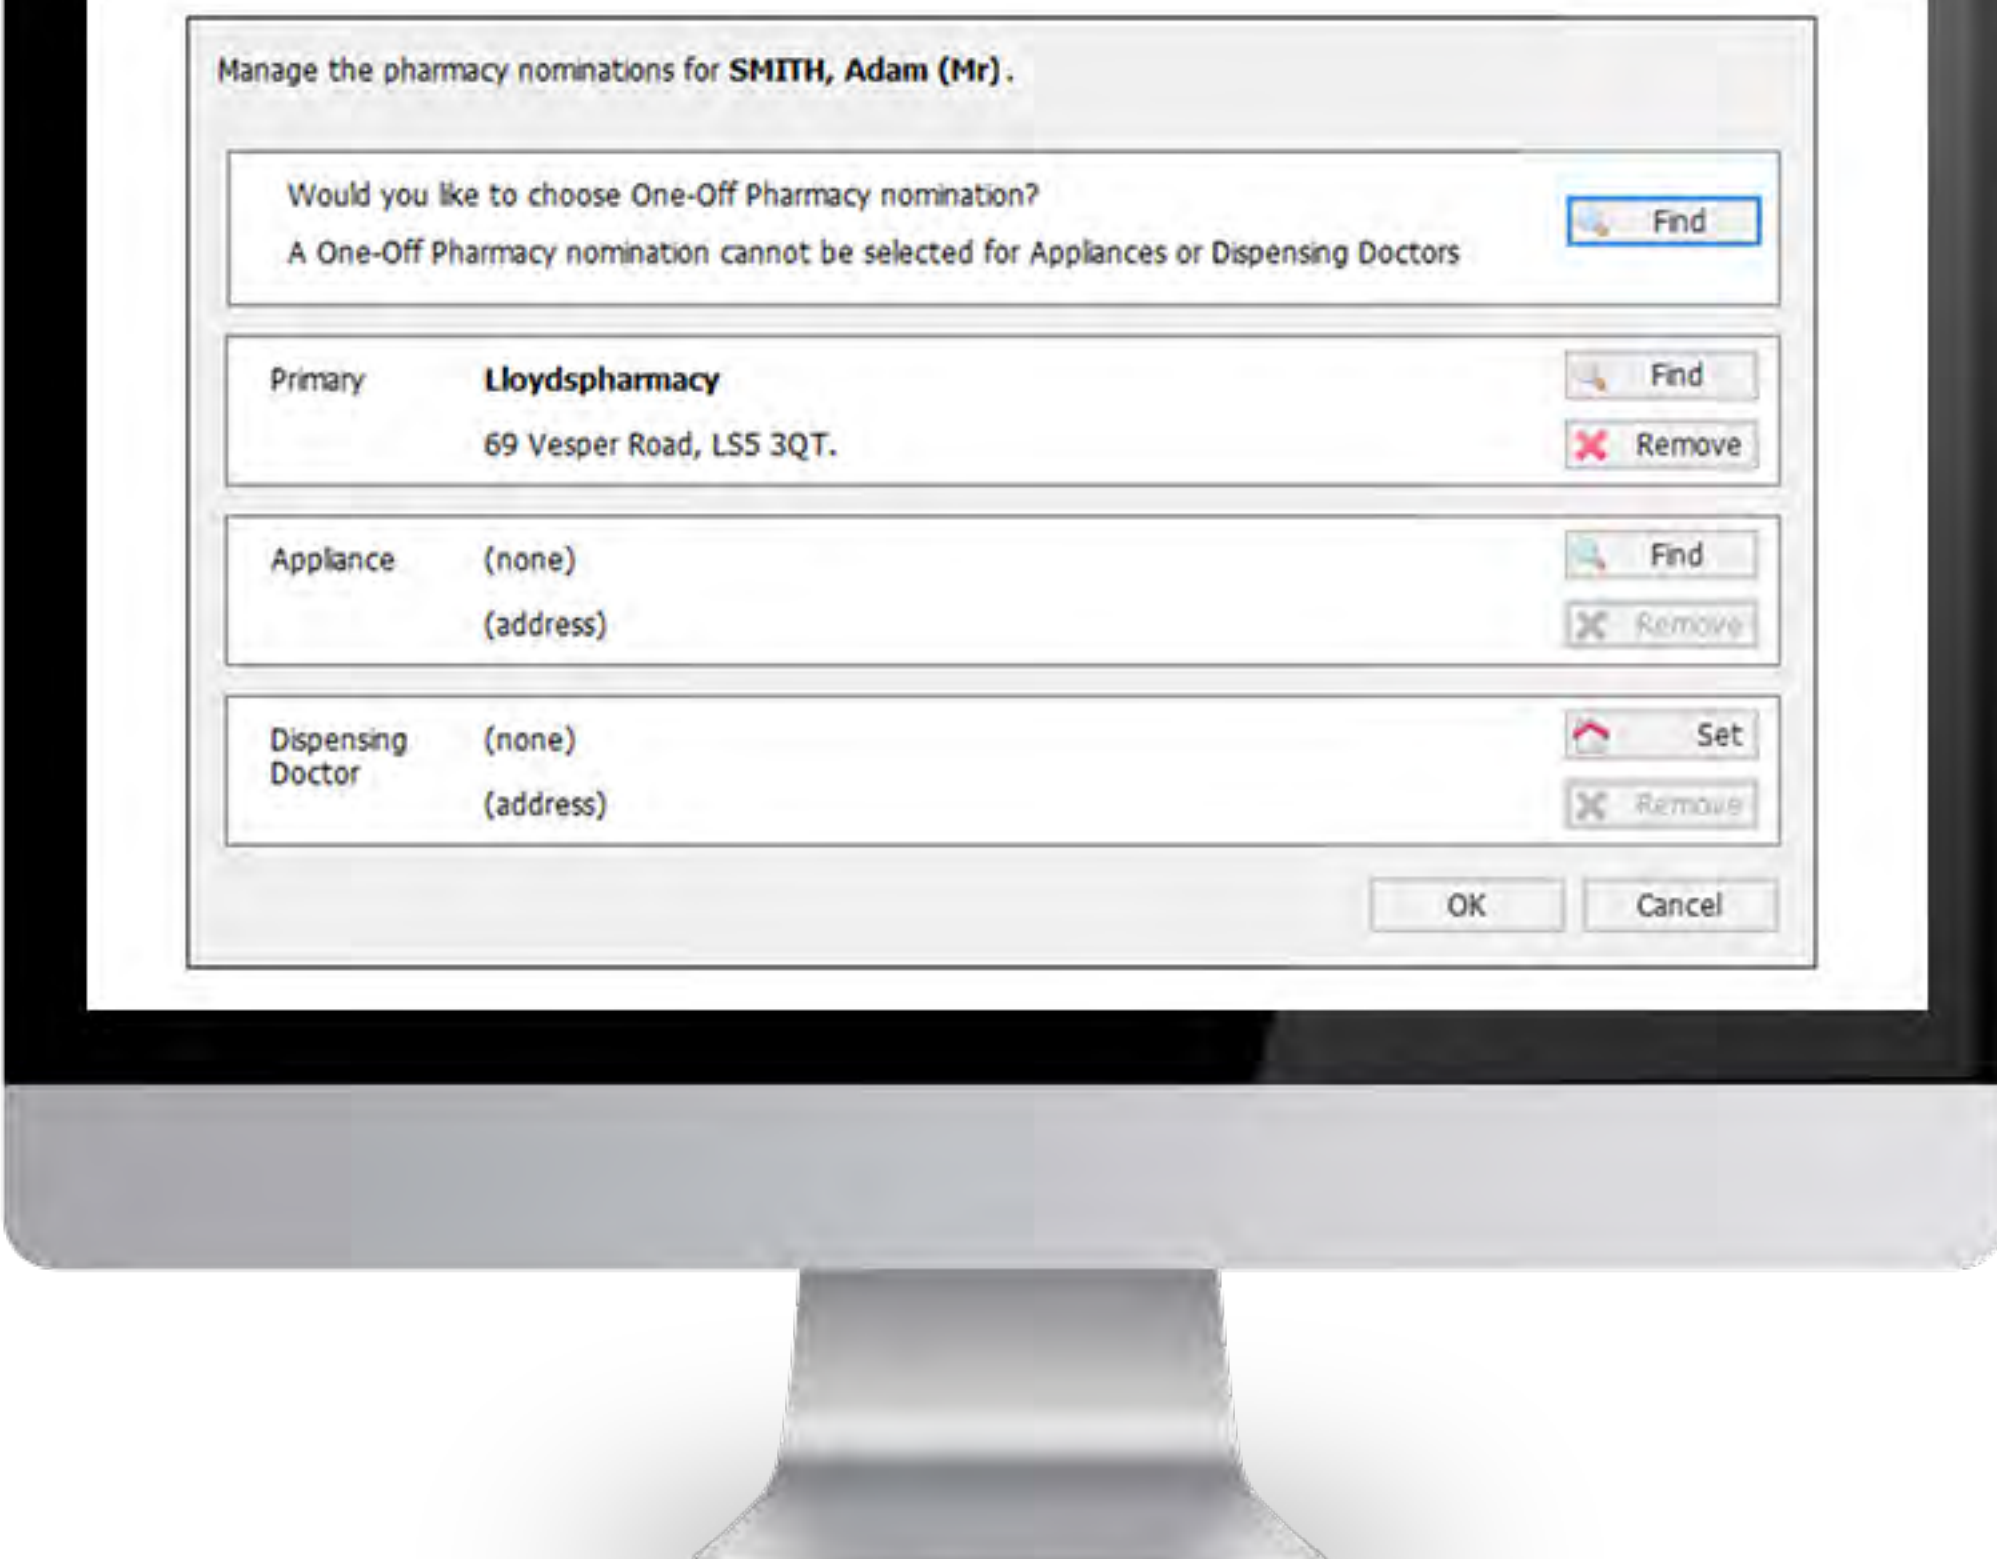 Manage the pharmacy nominations for SMITH, Adam (Mr).
Would you like to choose One-Off Pharmacy nomination?
Find
A One-Off Pharmacy nomination cannot be selected for Appliances or Dispensing Doctors
Primary Lloydspharmacy Find
69 Vesper Road, LS5 3QT. Remove
Appliance (none) Find
(address) Remove
Dispensing Doctor (none) Set
(address) Remove
OK Cancel